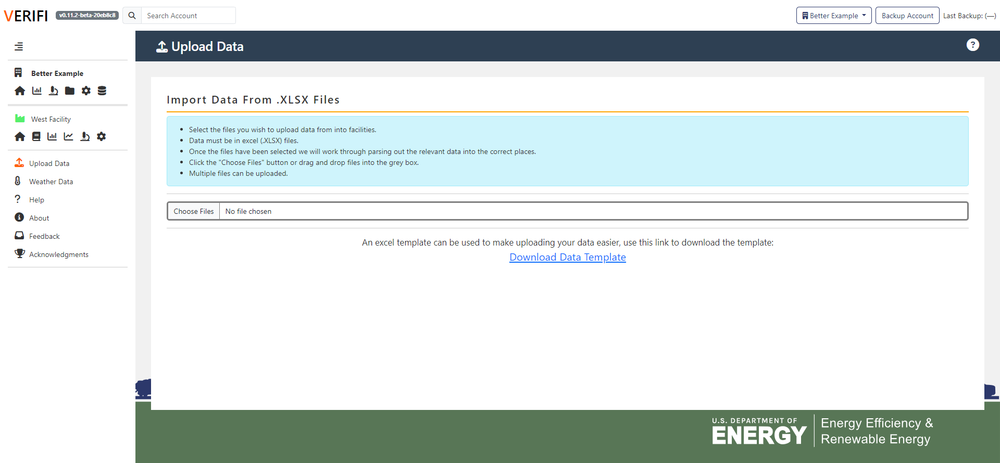 VERIFI v0.11.2-beta-20eb8c8 Search Account Better Example Backup Account Last Backup: (—)
Upload Data ?
Better Example
West Facility
Upload Data
Weather Data
? Help
About
Feedback
Acknowledgments
Import Data From .XLSX Files
Select the files you wish to upload data from into facilities.
Data must be in excel (.XLSX) files.
Once the files have been selected we will work through parsing out the relevant data into the correct places.
Click the "Choose Files" button or drag and drop files into the grey box.
Multiple files can be uploaded.
Choose Files No file chosen
An excel template can be used to make uploading your data easier, use this link to download the template:
Download Data Template
U.S. DEPARTMENT OF
ENERGY
Energy Efficiency &
Renewable Energy